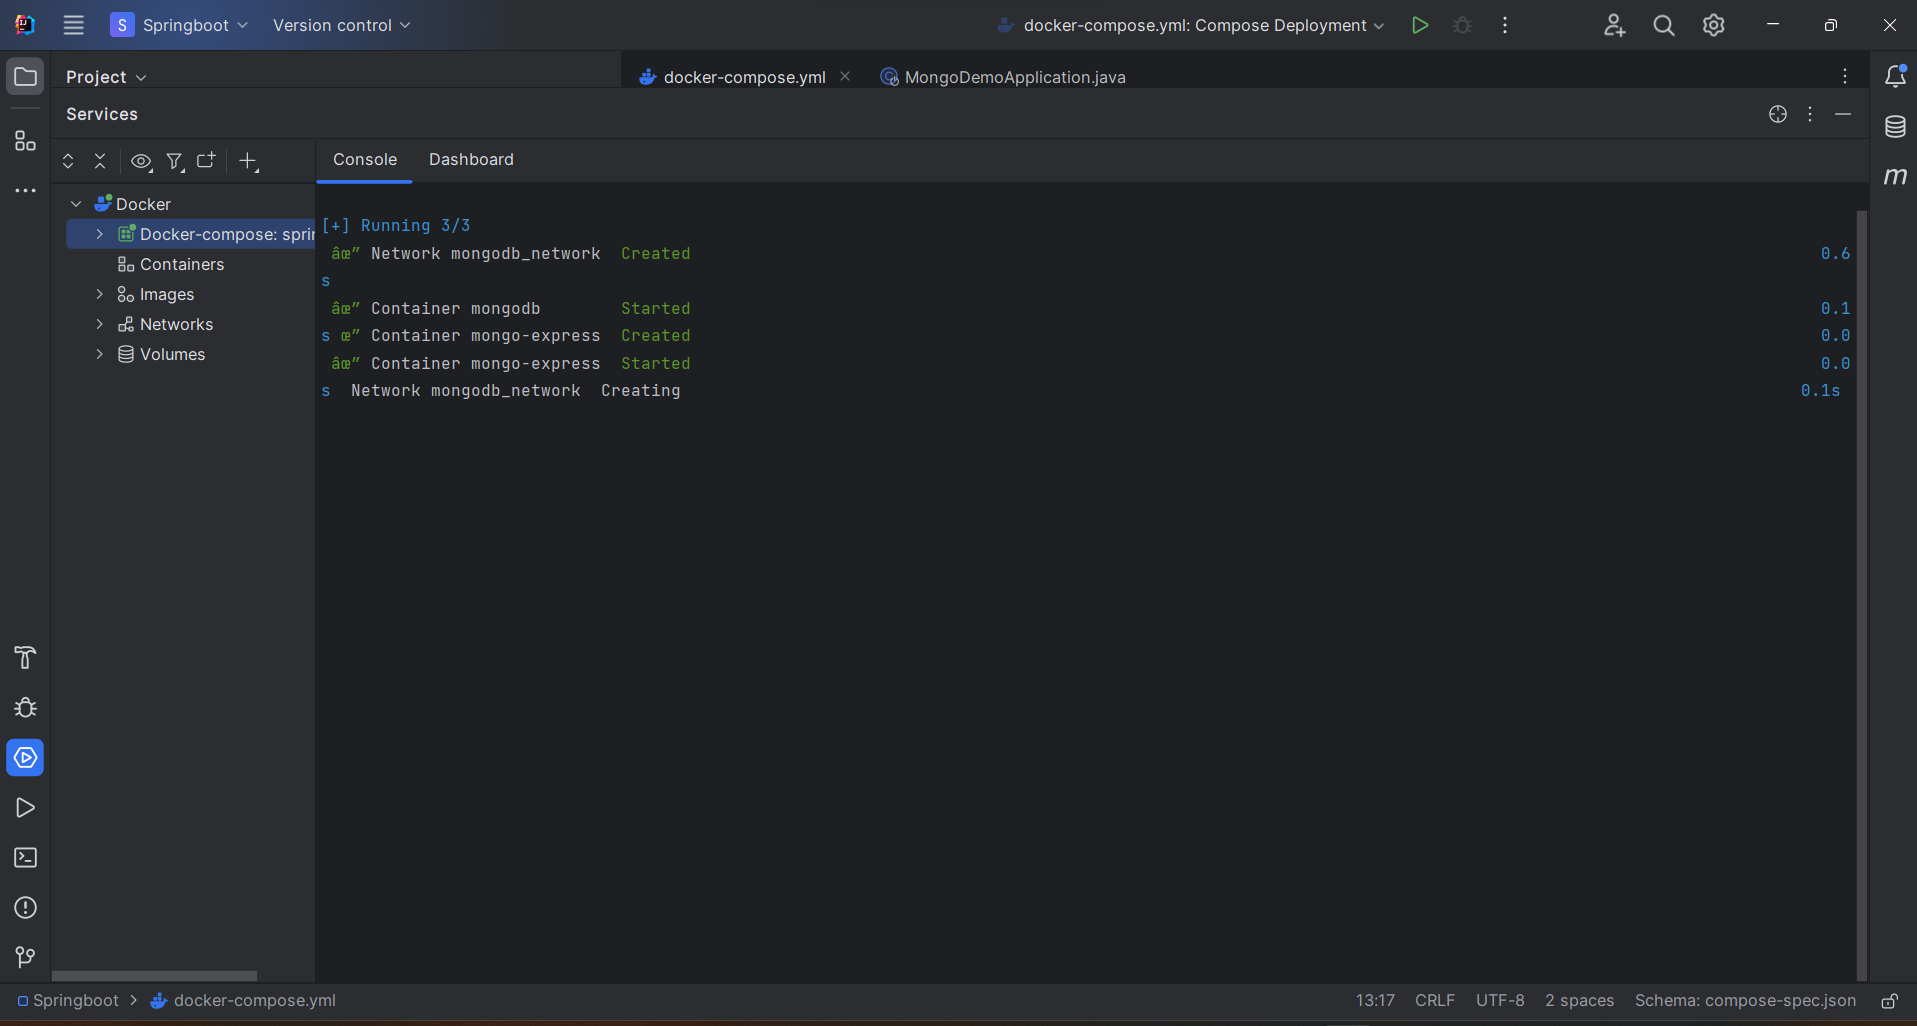 S Springboot Version control docker-compose.yml: Compose Deployment
Project docker-compose.yml MongoDemoApplication.java
Services
Console Dashboard
Docker
Docker-compose: sprin
Containers
Images
Networks
Volumes
[+] Running 3/3
âœ” Network mongodb_network Created 0.6
s
âœ” Container mongodb Started 0.1
s œ” Container mongo-express Created 0.0
âœ” Container mongo-express Started 0.0
s Network mongodb_network Creating 0.1s
m
Springboot > docker-compose.yml 13:17 CRLF UTF-8 2 spaces Schema: compose-spec.json